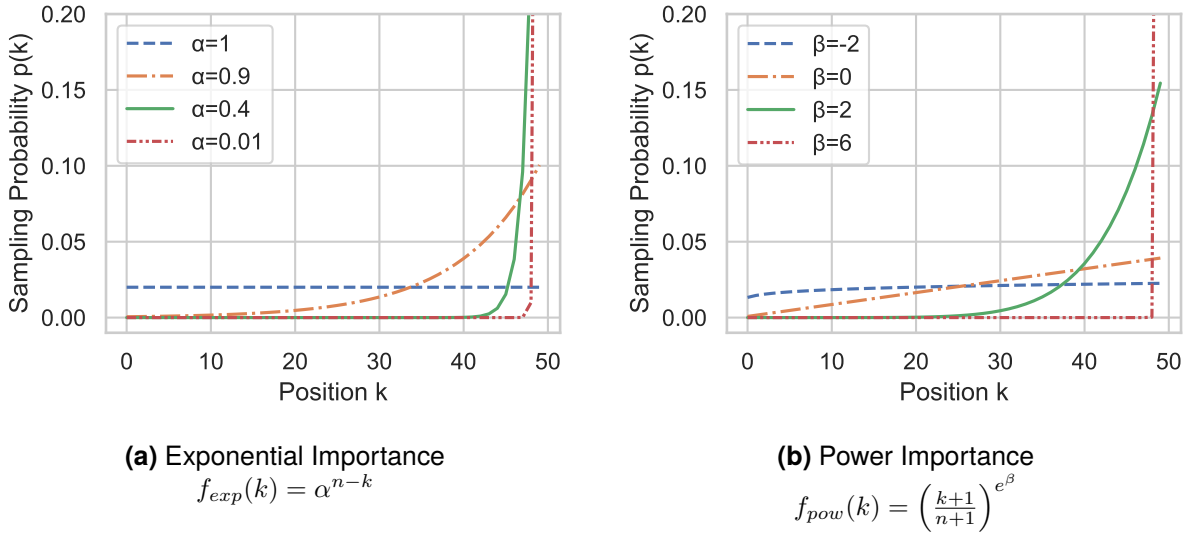 Sampling Probability p(k)
0.20
0.15
0.10
0.05
0.00
α=1
α=0.9
α=0.4
α=0.01
0 10 20 30 40 50
Position k
(a) Exponential Importance
f_{exp}(k) = α^{n−k}
Sampling Probability p(k)
0.20
0.15
0.10
0.05
0.00
β=-2
β=0
β=2
β=6
0 10 20 30 40 50
Position k
(b) Power Importance
f_{pow}(k) = \left(\frac{k+1}{n+1}\right)^{e^{β}}